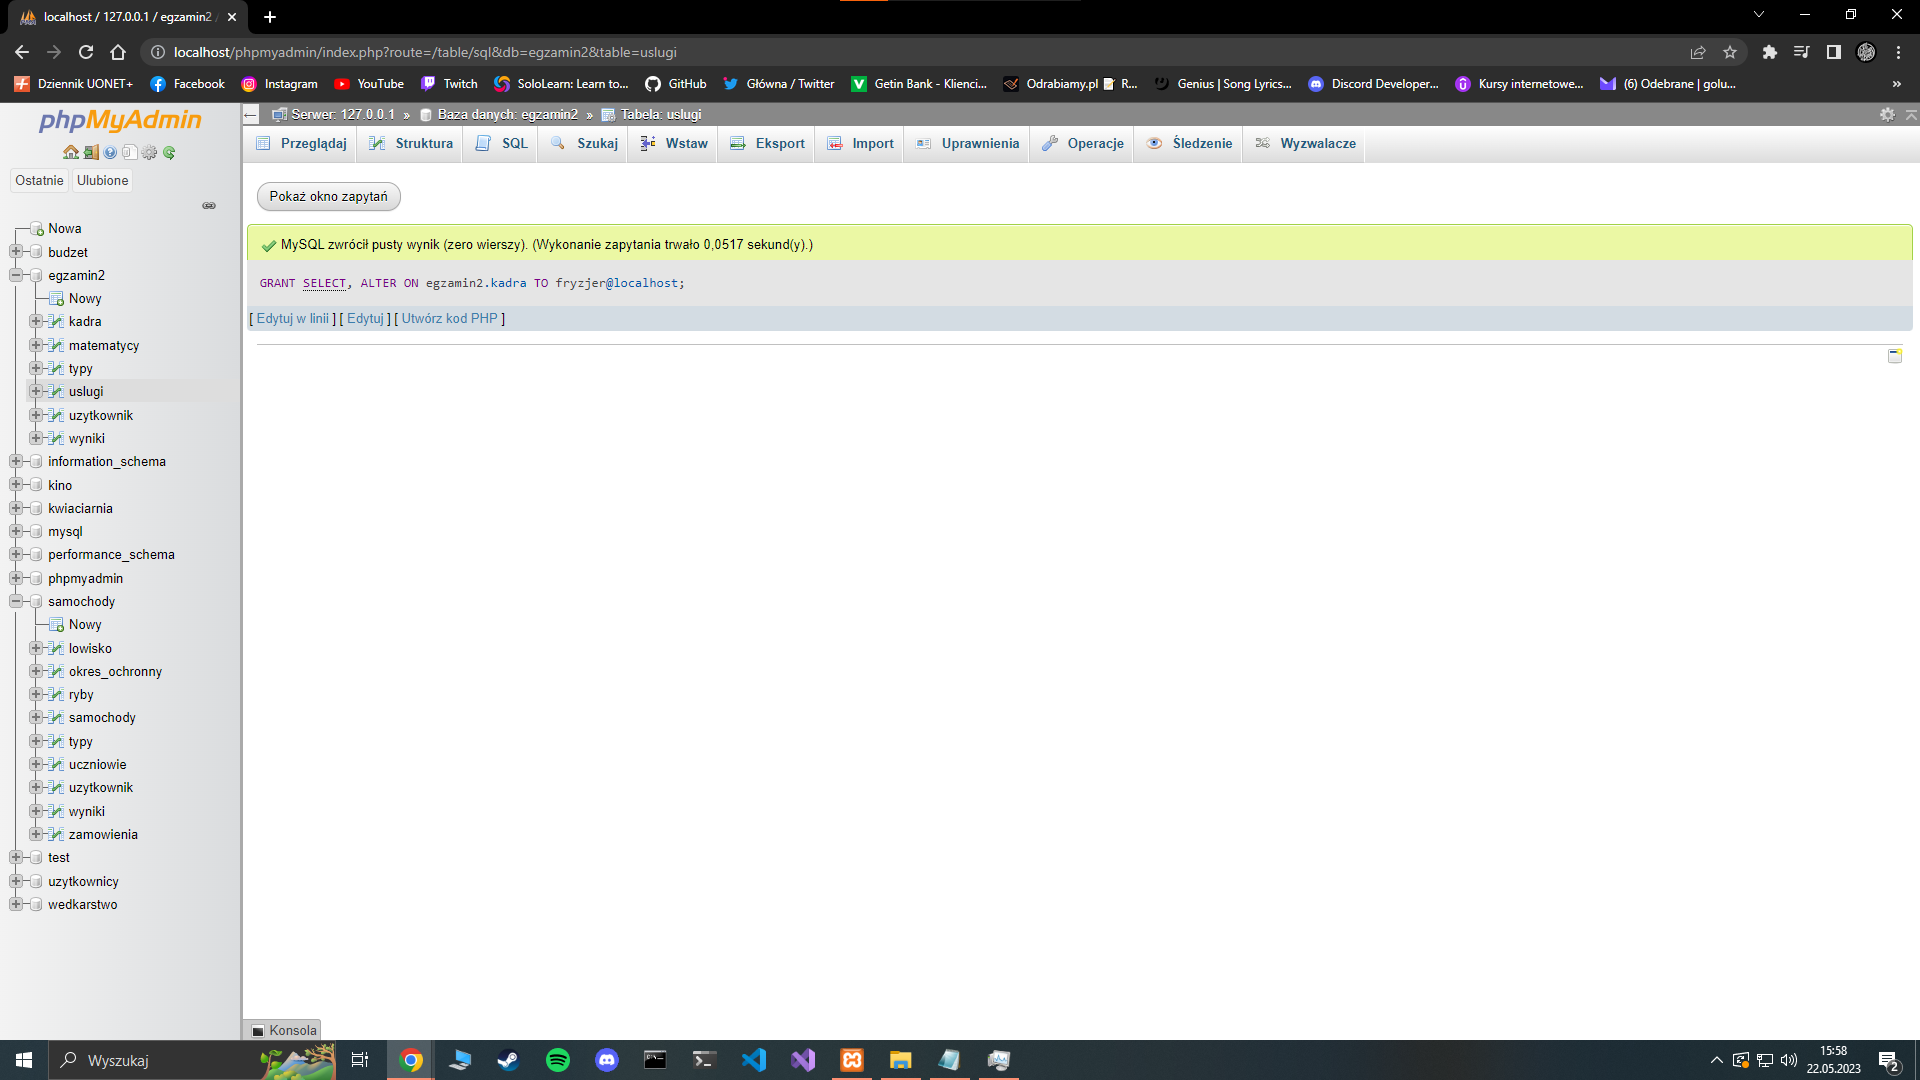 localhost / 127.0.0.1 / egzamin2 /
localhost/phpmyadmin/index.php?route=/table/sql&db=egzamin2&table=uslugi
Dziennik UONET+
Facebook
Instagram
YouTube
Twitch
SoloLearn: Learn to...
GitHub
Główna / Twitter
Getin Bank - Klienci...
Odrabiamy.pl R...
Genius | Song Lyrics...
Discord Developer...
Kursy internetowe...
(6) Odebrane | golu...
»
phpMyAdmin
Serwer: 127.0.0.1 » Baza danych: egzamin2 » Tabela: uslugi
Przeglądaj
Struktura
SQL
Szukaj
Wstaw
Eksport
Import
Uprawnienia
Operacje
Śledzenie
Wyzwalacze
Ostatnie
Ulubione
Nowa
budzet
egzamin2
Nowy
kadra
matematycy
typy
uslugi
uzytkownik
wyniki
information_schema
kino
kwiaciarnia
mysql
performance_schema
phpmyadmin
samochody
Nowy
lowisko
okres_ochronny
ryby
samochody
typy
uczniowie
uzytkownik
wyniki
zamowienia
test
uzytkownicy
wedkarstwo
Pokaż okno zapytań
MySQL zwrócił pusty wynik (zero wierszy). (Wykonanie zapytania trwało 0,0517 sekund(y).)
GRANT SELECT, ALTER ON egzamin2.kadra TO fryzjer@localhost;
[ Edytuj w linii ] [ Edytuj ] [ Utwórz kod PHP ]
Konsola
Wyszukaj
15:58
22.05.2023
2